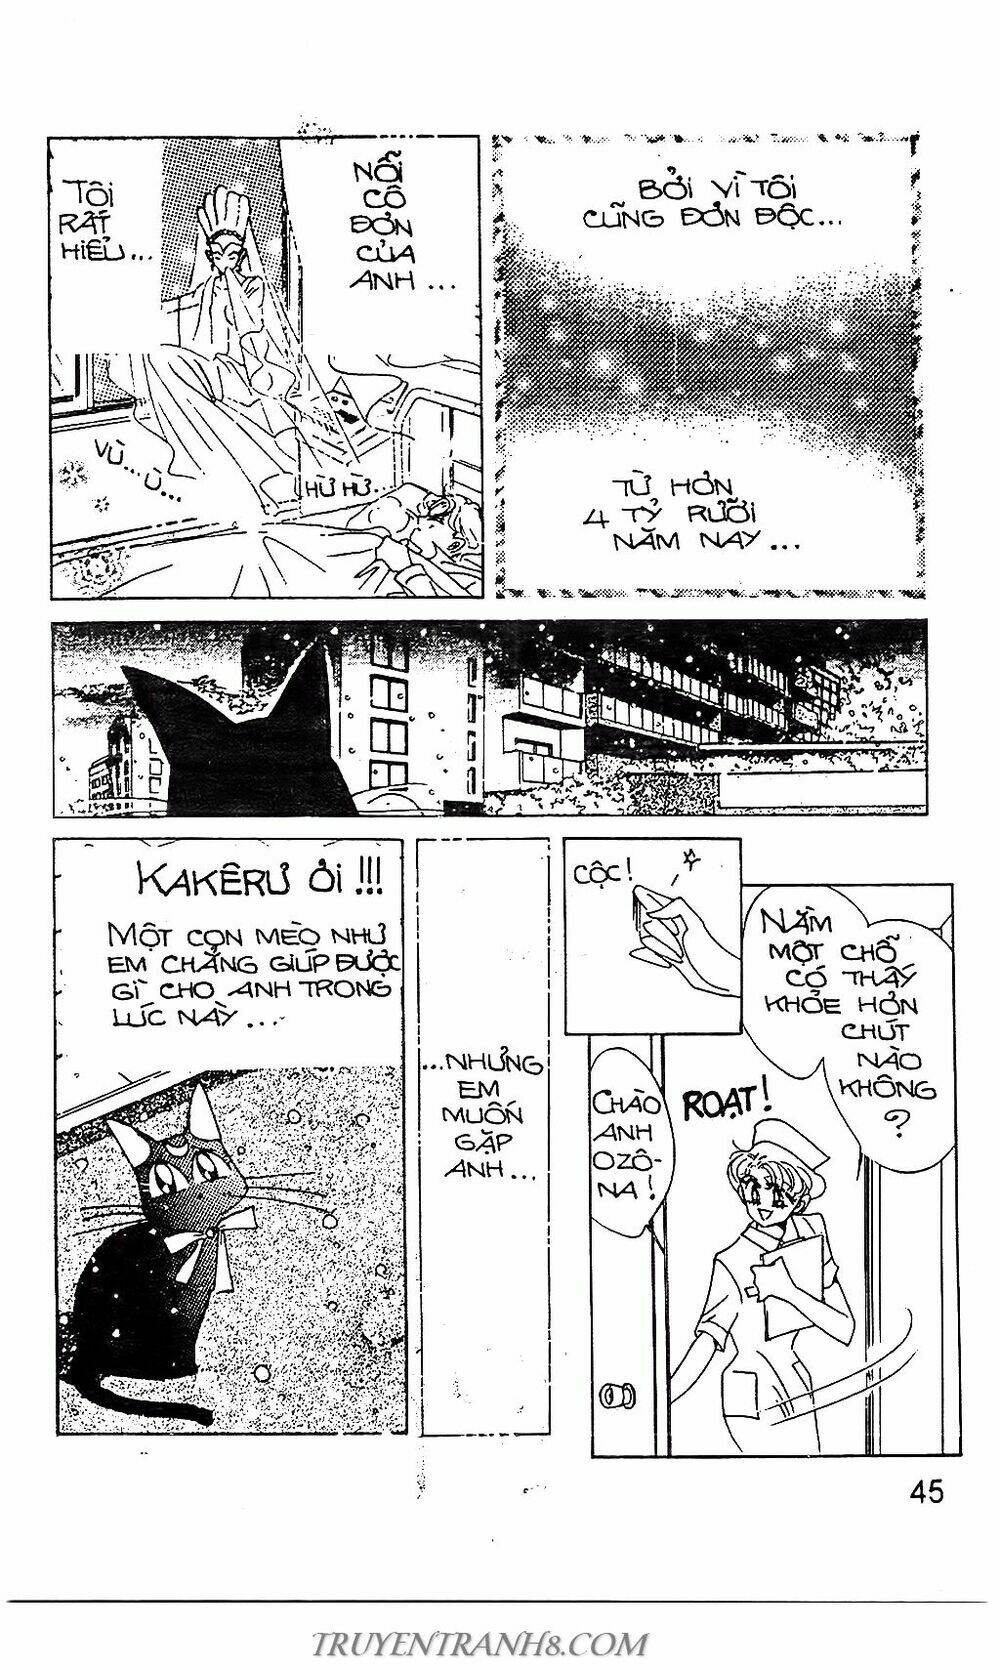 TÔI
RẤT
HIỂU...
NỖI
CÔ
ĐƠN
CỦA
ANH...
VÙ...Ù...
HỪ HỪ...
BỞI VÌ TÔI
CŨNG ĐƠN ĐỘC...
TỪ HƠN
4 TỶ RƯỠI
NĂM NAY...
KAKÊRƯ ƠI!!!
MỘT CON MÈO NHƯ
EM CHẲNG GIÚP ĐƯỢC
GÌ CHO ANH TRONG
LÚC NÀY...
...NHƯNG
EM
MUỐN
GẶP
ANH...
CỘC!
NẰM
MỘT CHỖ
CÓ THẤY
KHỎE HƠN
CHÚT
NÀO
KHÔNG
?
CHÀO
ANH
OZÔ-
NA!
ROẠT!
45
TRUYENTRANH8.COM